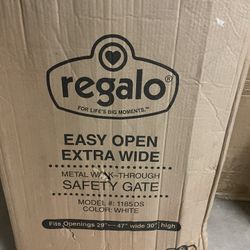 regalo®
FOR LIFE'S BIG MOMENTS.™
EASY OPEN
EXTRA WIDE
METAL WALK-THROUGH
SAFETY GATE
MODEL #: 1165DS
COLOR: WHITE
Fits Openings 29" — 47" wide 30" high